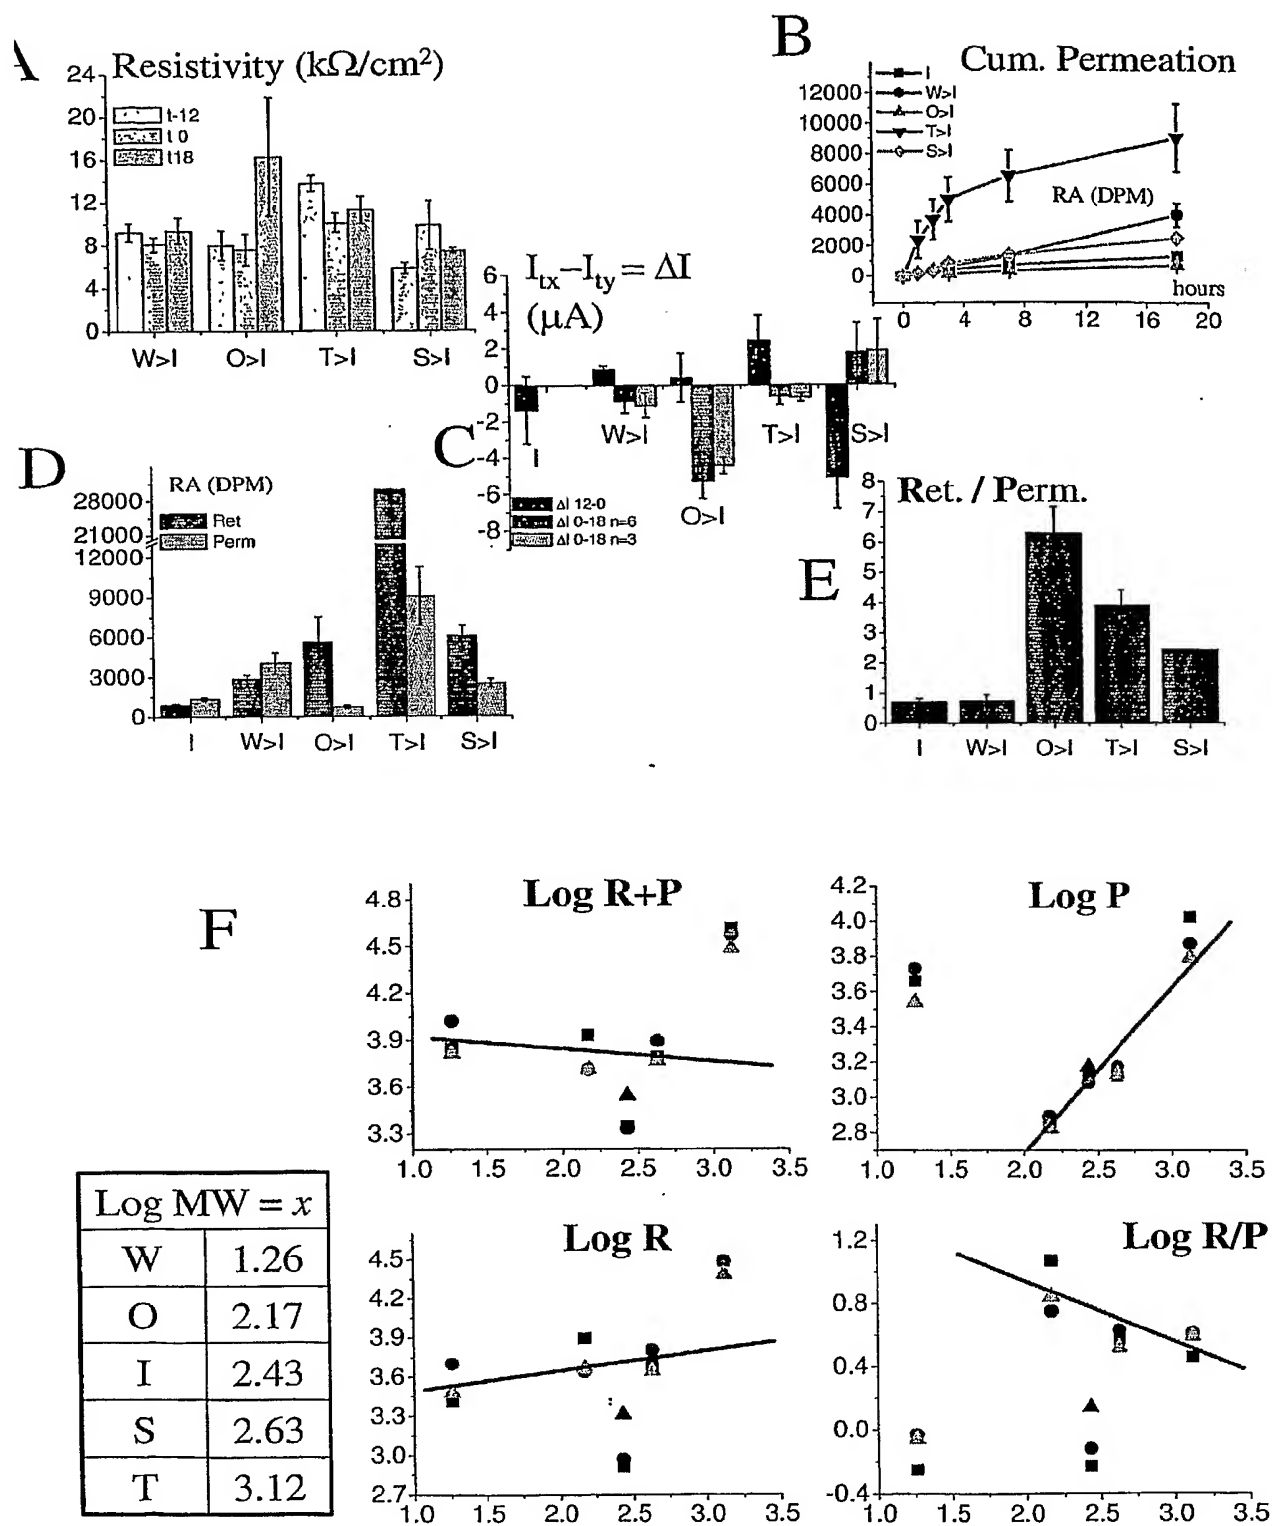 A Resistivity (kΩ/cm²)
24
20
16
12
8
4
0
t-12
t 0
t18
W>I O>I T>I S>I
B
Cum. Permeation
12000
10000
8000
6000
4000
2000
0
I
W>I
O>I
T>I
S>I
RA (DPM)
hours
0 4 8 12 16 20
C
Itx–Ity = ΔI
(μA)
6
4
2
0
-2
-4
-6
-8
I W>I O>I T>I S>I
ΔI 12-0
ΔI 0-18 n=6
ΔI 0-18 n=3
D
RA (DPM)
28000
21000
12000
9000
6000
3000
0
Ret
Perm
I W>I O>I T>I S>I
E
Ret. / Perm.
8
7
6
5
4
3
2
1
0
I W>I O>I T>I S>I
F
Log R+P
4.8
4.5
4.2
3.9
3.6
3.3
1.0 1.5 2.0 2.5 3.0 3.5
Log P
4.2
4.0
3.8
3.6
3.4
3.2
3.0
2.8
1.0 1.5 2.0 2.5 3.0 3.5
Log MW = x
W 1.26
O 2.17
I 2.43
S 2.63
T 3.12
Log R
4.5
4.2
3.9
3.6
3.3
3.0
2.7
1.0 1.5 2.0 2.5 3.0 3.5
Log R/P
1.2
0.8
0.4
0.0
-0.4
1.0 1.5 2.0 2.5 3.0 3.5